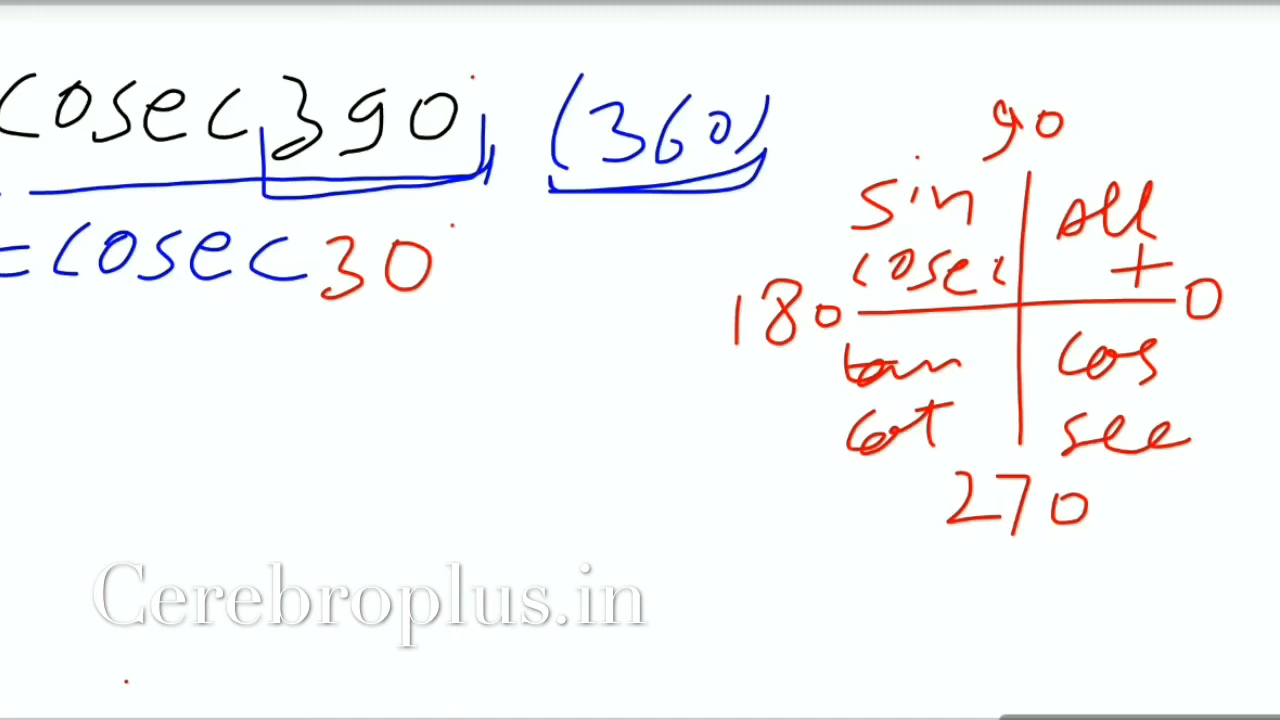 cosec 390 (360)
= cosec 30
90
sin All
cosec +
180 0
tan cos
cot sec
270
Cerebroplus.in